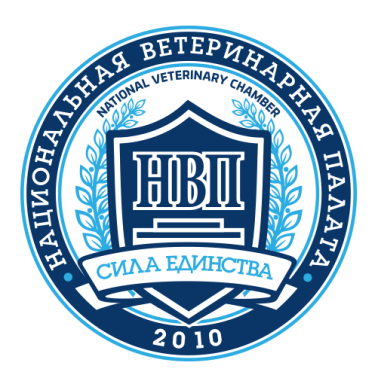 НАЦИОНАЛЬНАЯ ВЕТЕРИНАРНАЯ ПАЛАТА
NATIONAL VETERINARY CHAMBER
НВП
СИЛА ЕДИНСТВА
2010